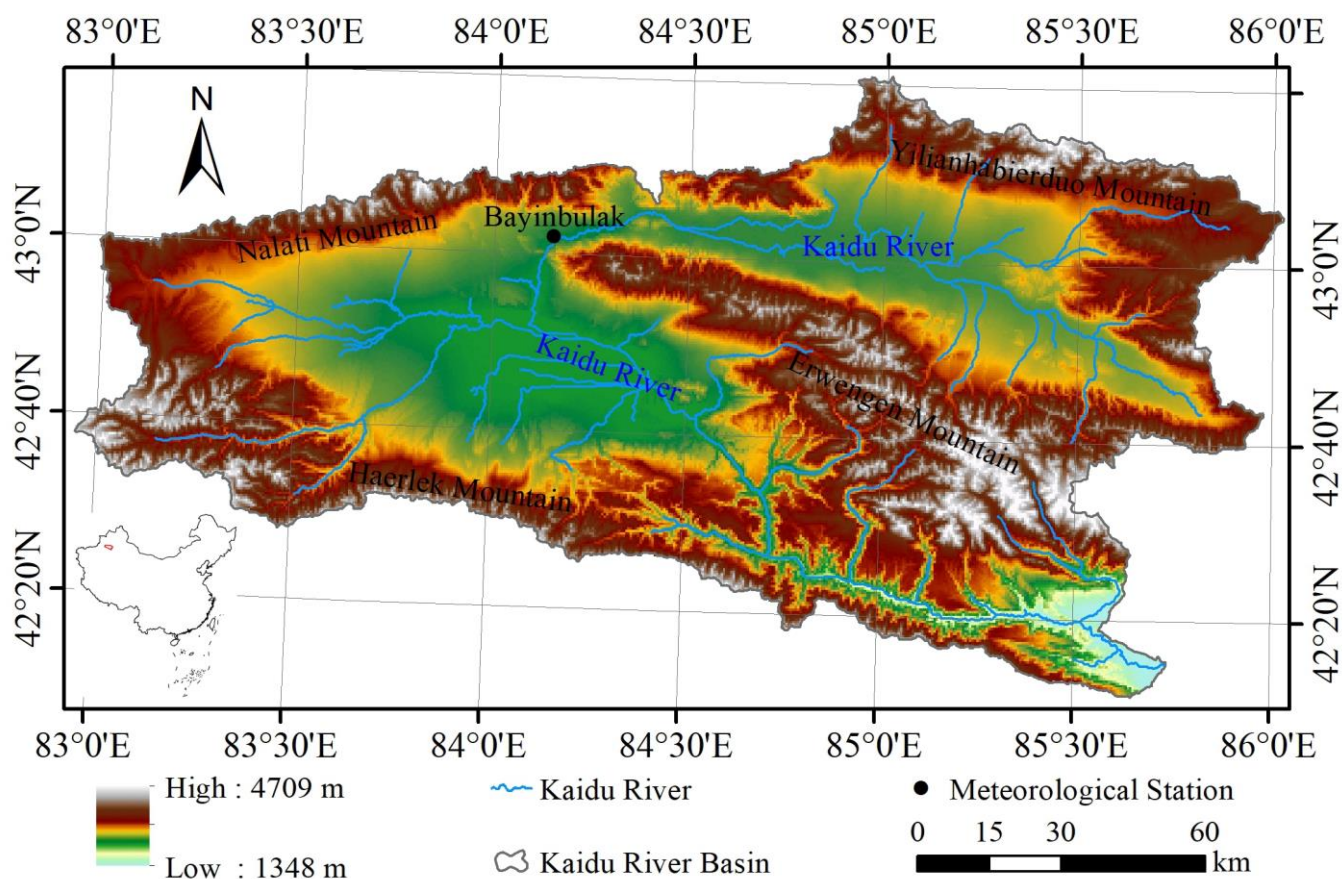 83°0'E 83°30'E 84°0'E 84°30'E 85°0'E 85°30'E 86°0'E
N
Yilianhabierduo Mountain
43°0'N
Nalati Mountain
Bayinbulak
Kaidu River
43°0'N
Kaidu River
Erwengen Mountain
42°40'N
42°40'N
Haerlek Mountain
42°20'N
42°20'N
83°0'E 83°30'E 84°0'E 84°30'E 85°0'E 85°30'E 86°0'E
High : 4709 m
Low : 1348 m
Kaidu River
Kaidu River Basin
Meteorological Station
0 15 30 60
km